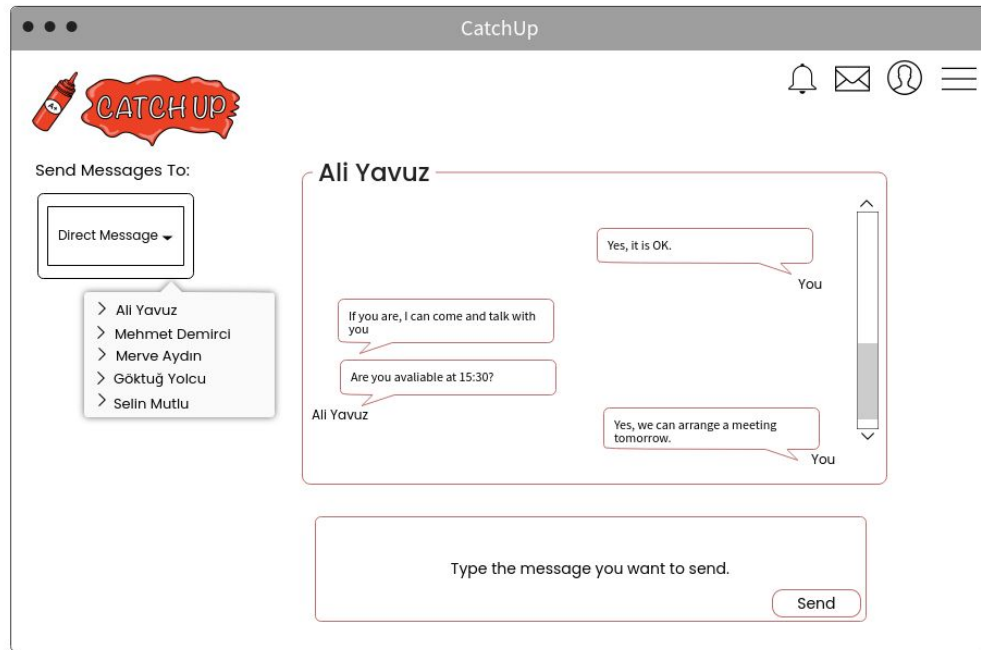 CatchUp
A+
CATCH UP
Send Messages To:
Direct Message
Ali Yavuz
Mehmet Demirci
Merve Aydın
Göktuğ Yolcu
Selin Mutlu
Ali Yavuz
Yes, it is OK.
You
If you are, I can come and talk with
you
Are you avaliable at 15:30?
Ali Yavuz
Yes, we can arrange a meeting
tomorrow.
You
Type the message you want to send.
Send